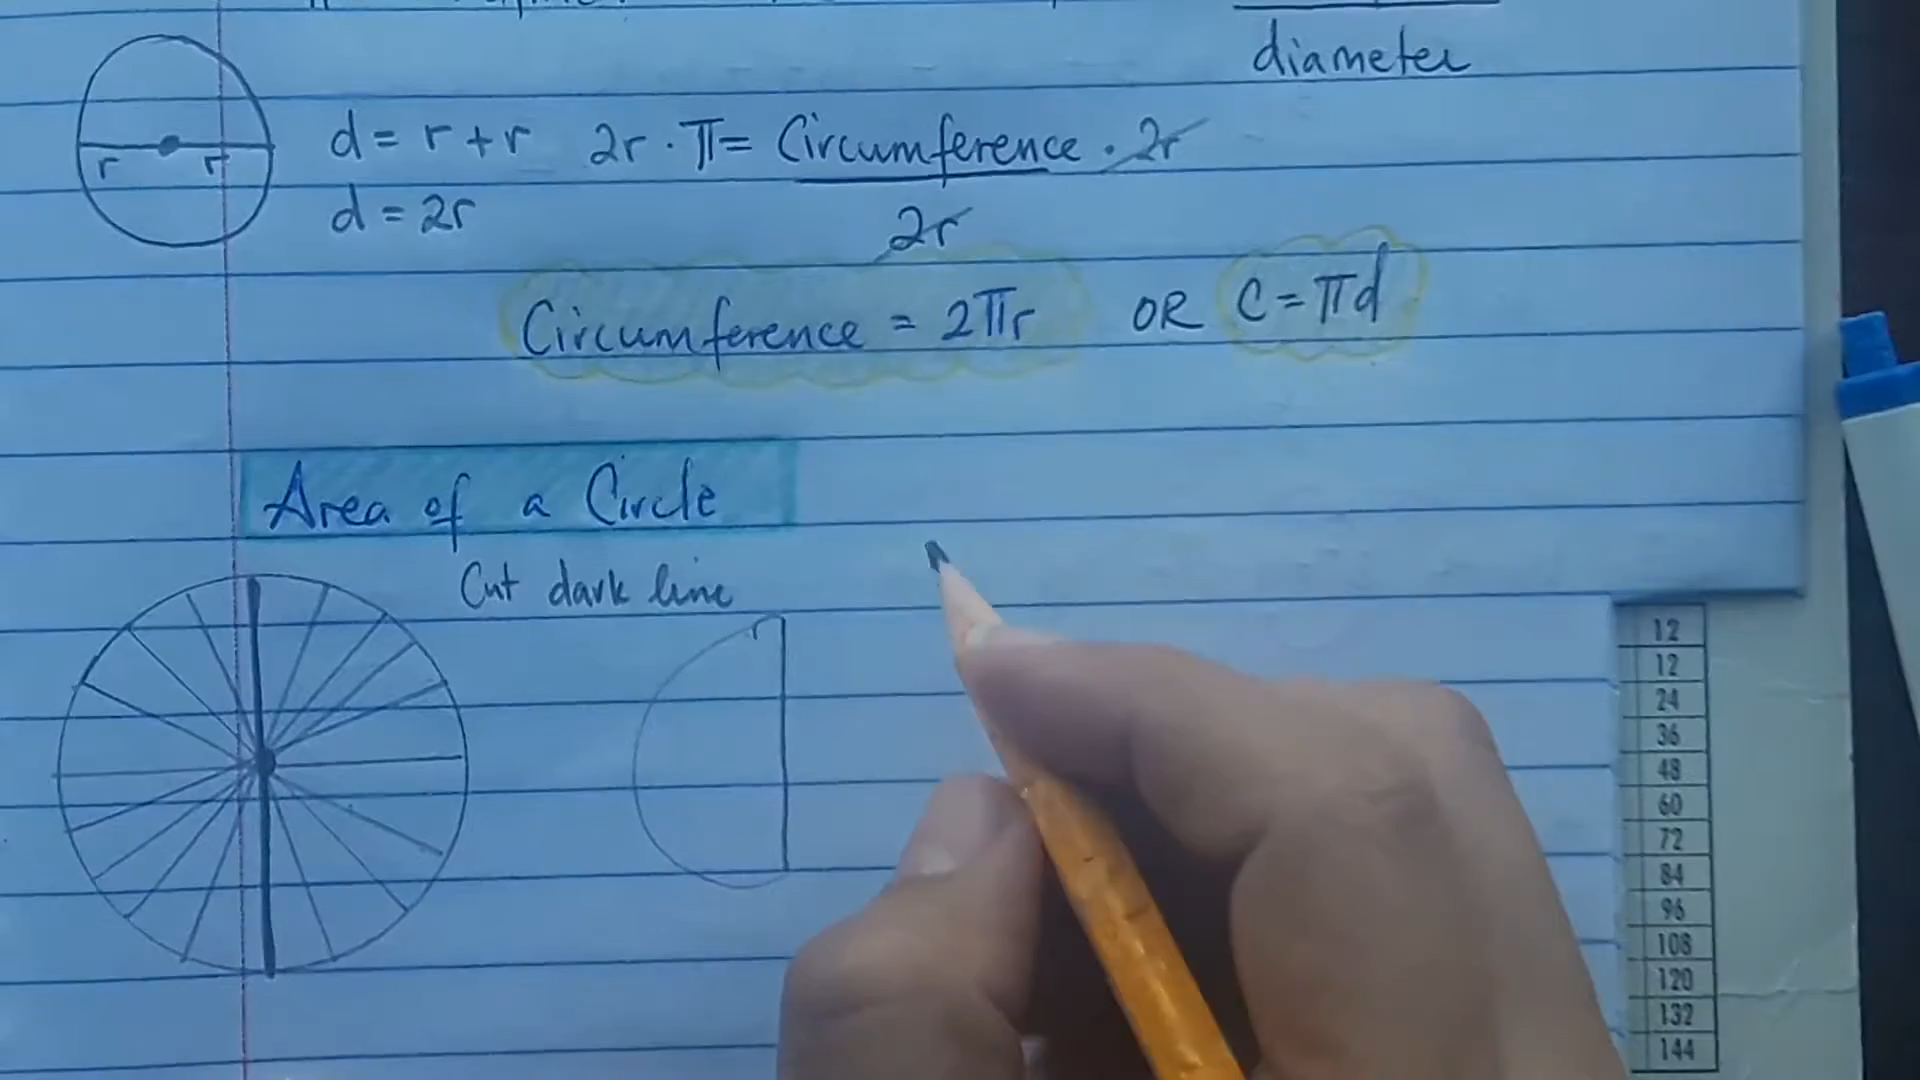 diameter
d = r + r 2r · π = Circumference · 2r
r r
d = 2r
2r
Circumference = 2πr OR C = πd
Area of a Circle
Cut dark line
12
12
24
36
48
60
72
84
96
108
120
132
144